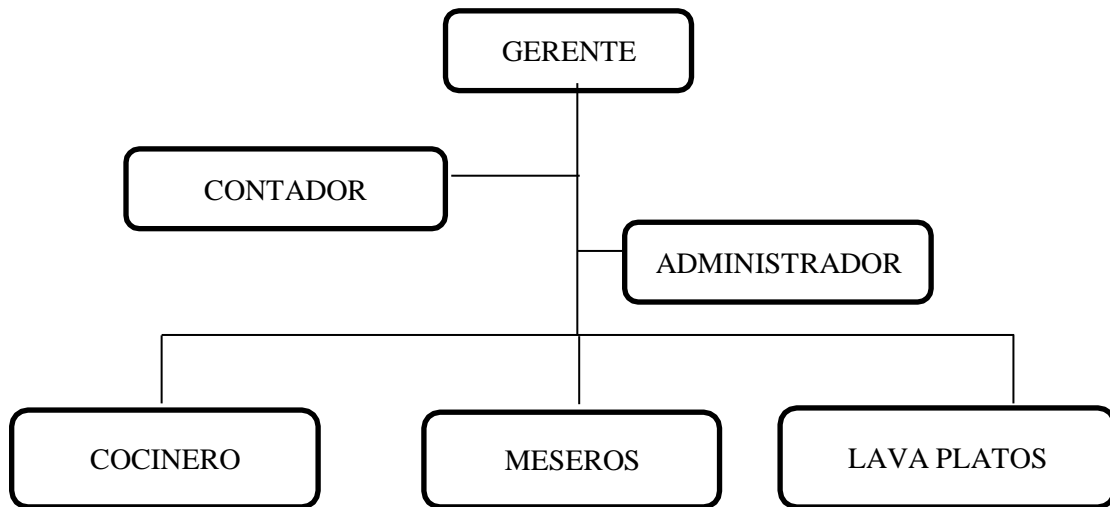 GERENTE
CONTADOR
ADMINISTRADOR
COCINERO
MESEROS
LAVA PLATOS